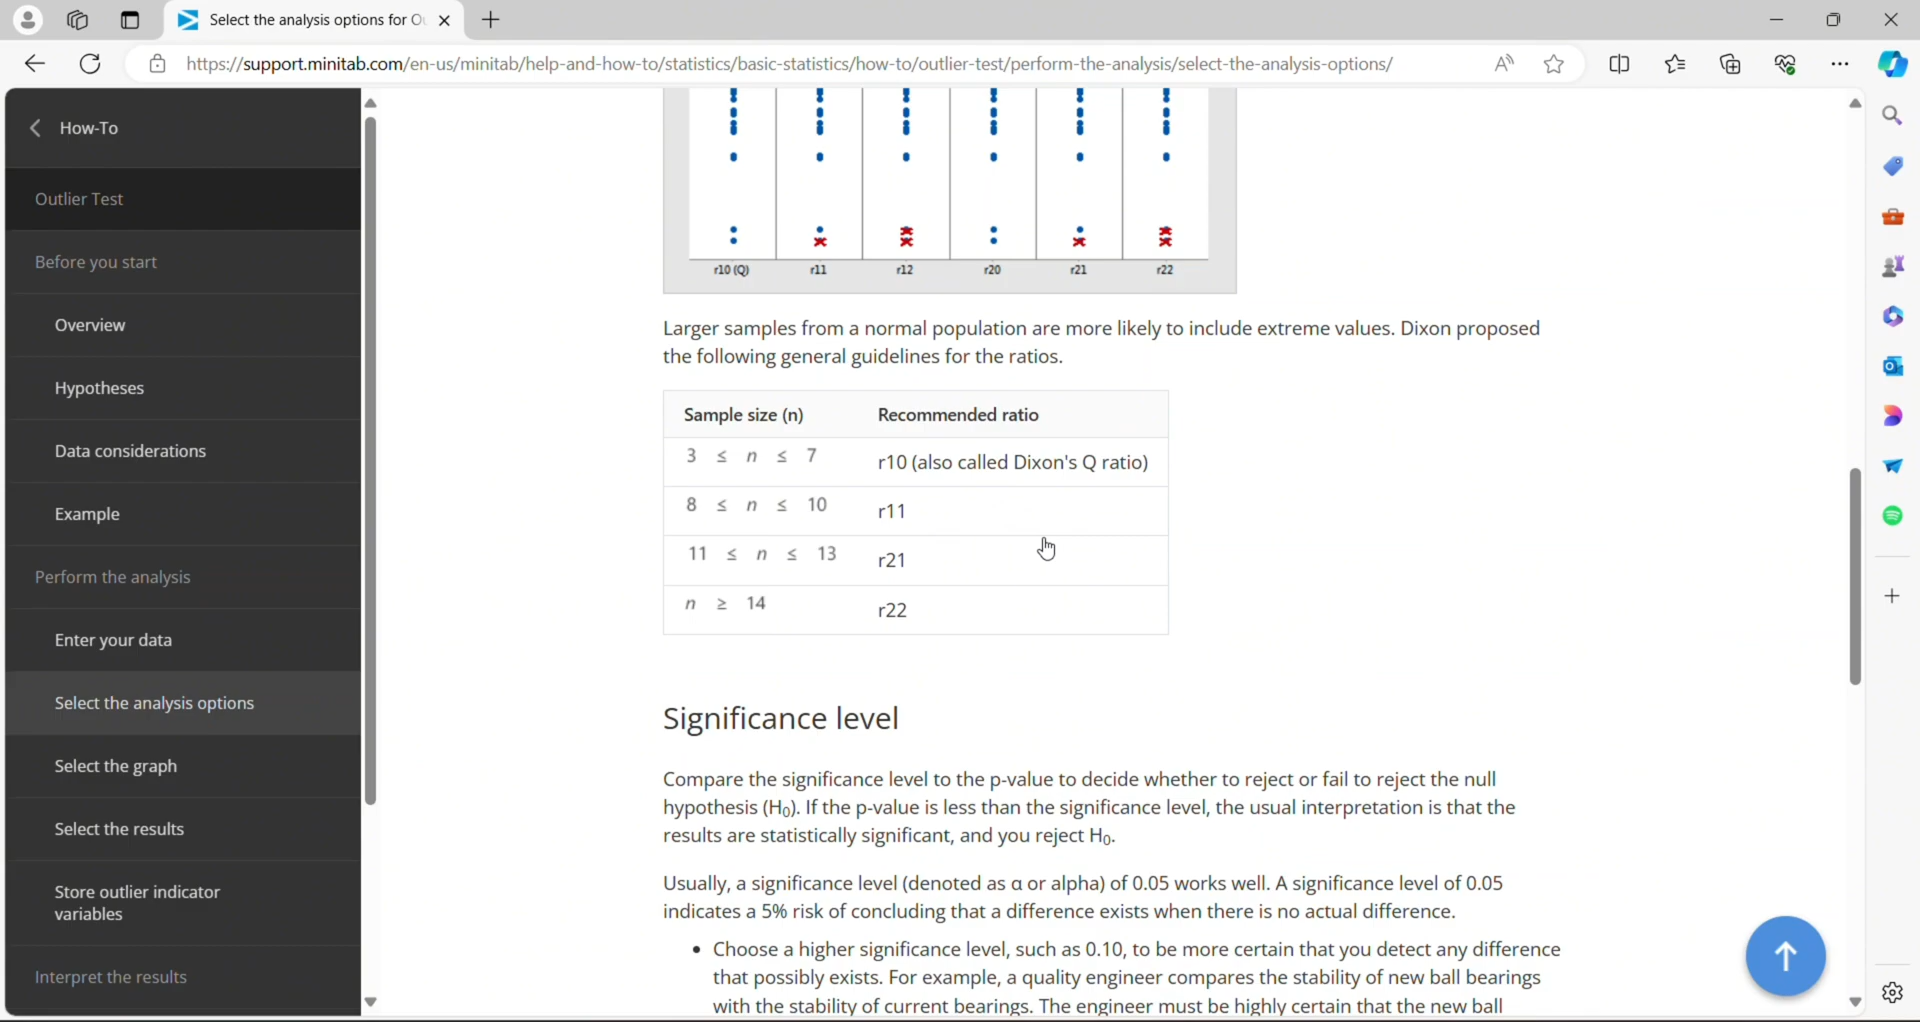 Select the analysis options for Ou
https://support.minitab.com/en-us/minitab/help-and-how-to/statistics/basic-statistics/how-to/outlier-test/perform-the-analysis/select-the-analysis-options/
How-To
Outlier Test
Before you start
Overview
Hypotheses
Data considerations
Example
Perform the analysis
Enter your data
Select the analysis options
Select the graph
Select the results
Store outlier indicator
variables
Interpret the results
r10 (Q) r11 r12 r20 r21 r22
Larger samples from a normal population are more likely to include extreme values. Dixon proposed
the following general guidelines for the ratios.
Sample size (n) Recommended ratio
3 ≤ n ≤ 7 r10 (also called Dixon's Q ratio)
8 ≤ n ≤ 10 r11
11 ≤ n ≤ 13 r21
n ≥ 14 r22
Significance level
Compare the significance level to the p-value to decide whether to reject or fail to reject the null
hypothesis (H₀). If the p-value is less than the significance level, the usual interpretation is that the
results are statistically significant, and you reject H₀.
Usually, a significance level (denoted as α or alpha) of 0.05 works well. A significance level of 0.05
indicates a 5% risk of concluding that a difference exists when there is no actual difference.
• Choose a higher significance level, such as 0.10, to be more certain that you detect any difference
that possibly exists. For example, a quality engineer compares the stability of new ball bearings
with the stability of current bearings. The engineer must be highly certain that the new ball